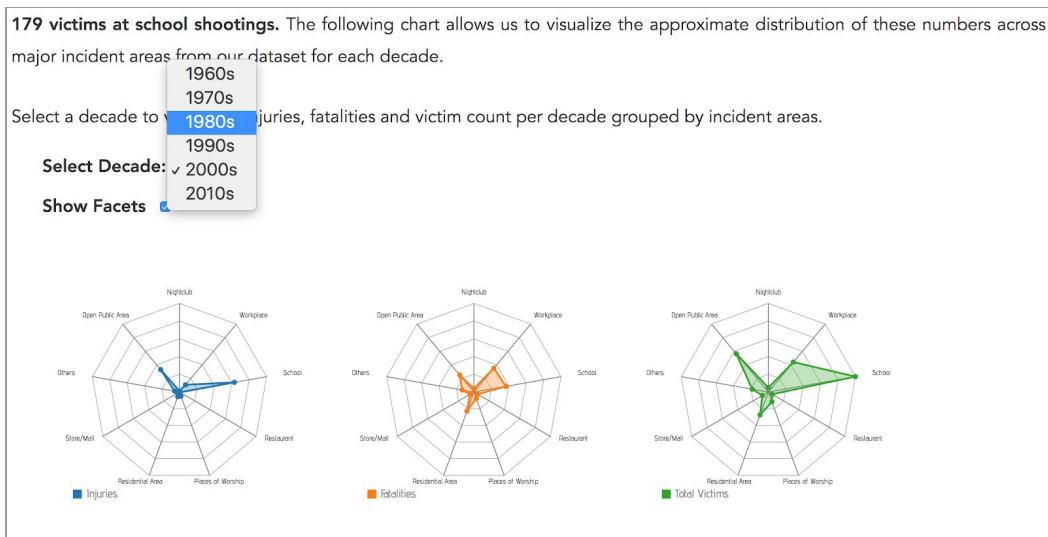 179 victims at school shootings. The following chart allows us to visualize the approximate distribution of these numbers across
major incident areas from our dataset for each decade.
Select a decade to juries, fatalities and victim count per decade grouped by incident areas.
1960s
1970s
1980s
1990s
✓ 2000s
2010s
Select Decade:
Show Facets
Nightclub
Workplace
School
Restaurant
Places of Worship
Residential Area
Store/Mall
Others
Open Public Area
Injuries
Nightclub
Workplace
School
Restaurant
Places of Worship
Residential Area
Store/Mall
Others
Open Public Area
Fatalities
Nightclub
Workplace
School
Restaurant
Places of Worship
Residential Area
Store/Mall
Others
Open Public Area
Total Victims